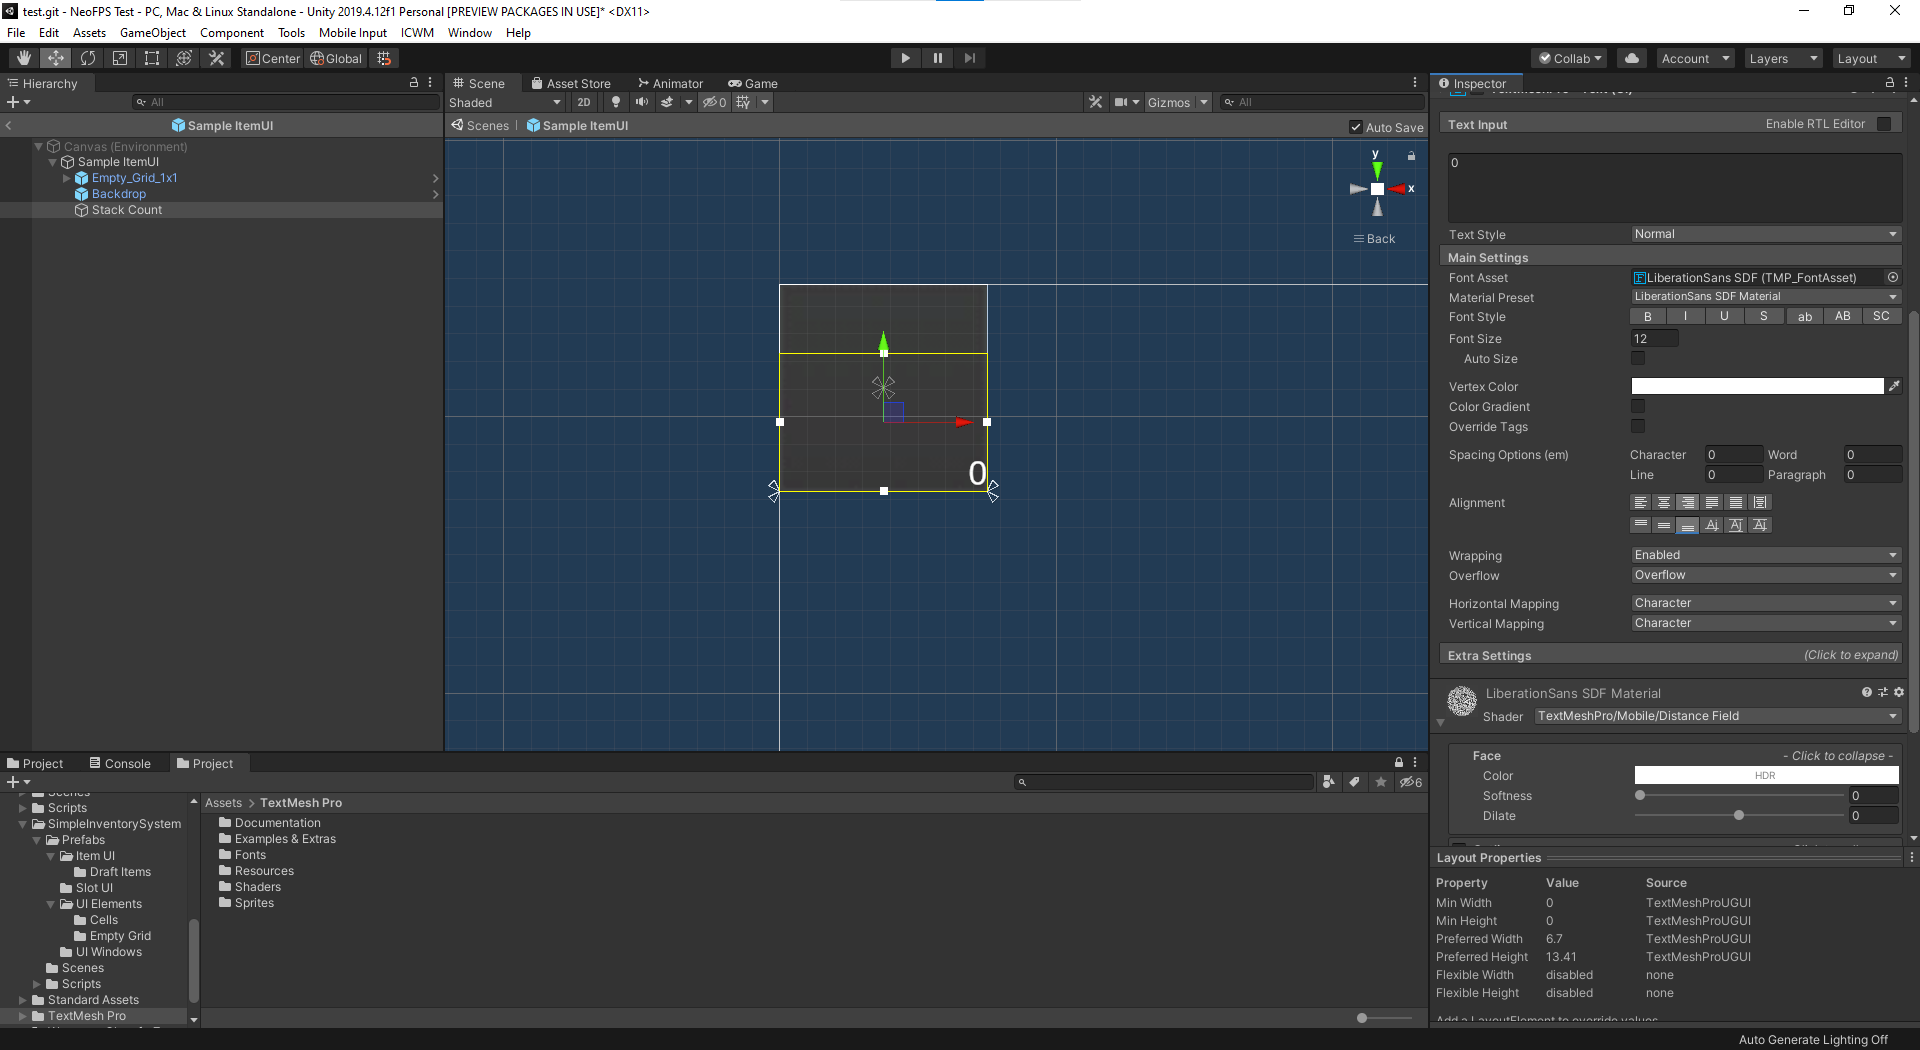 test.git - NeoFPS Test - PC, Mac & Linux Standalone - Unity 2019.4.12f1 Personal [PREVIEW PACKAGES IN USE]* <DX11>
File Edit Assets GameObject Component Tools Mobile Input ICWM Window Help
Center Global Collab Account Layers Layout
Hierarchy
All
Sample ItemUI
Canvas (Environment)
Sample ItemUI
Empty_Grid_1x1
Backdrop
Stack Count
Scene Asset Store Animator Game
Shaded 2D 0 Gizmos All
Scenes Sample ItemUI Auto Save
y
x
Back
0
Inspector
Text Input Enable RTL Editor
0
Text Style Normal
Main Settings
Font Asset LiberationSans SDF (TMP_FontAsset)
Material Preset LiberationSans SDF Material
Font Style B I U S ab AB SC
Font Size 12
Auto Size
Vertex Color
Color Gradient
Override Tags
Spacing Options (em) Character 0 Word 0
Line 0 Paragraph 0
Alignment
Wrapping Enabled
Overflow Overflow
Horizontal Mapping Character
Vertical Mapping Character
Extra Settings (Click to expand)
LiberationSans SDF Material
Shader TextMeshPro/Mobile/Distance Field
Face - Click to collapse -
Color HDR
Softness 0
Dilate 0
Layout Properties
Property Value Source
Min Width 0 TextMeshProUGUI
Min Height 0 TextMeshProUGUI
Preferred Width 6.7 TextMeshProUGUI
Preferred Height 13.41 TextMeshProUGUI
Flexible Width disabled none
Flexible Height disabled none
Add a LayoutElement to override values
Project Console Project
6
Scenes
Scripts
SimpleInventorySystem
Prefabs
Item UI
Draft Items
Slot UI
UI Elements
Cells
Empty Grid
UI Windows
Scenes
Scripts
Standard Assets
TextMesh Pro
Assets > TextMesh Pro
Documentation
Examples & Extras
Fonts
Resources
Shaders
Sprites
Auto Generate Lighting Off